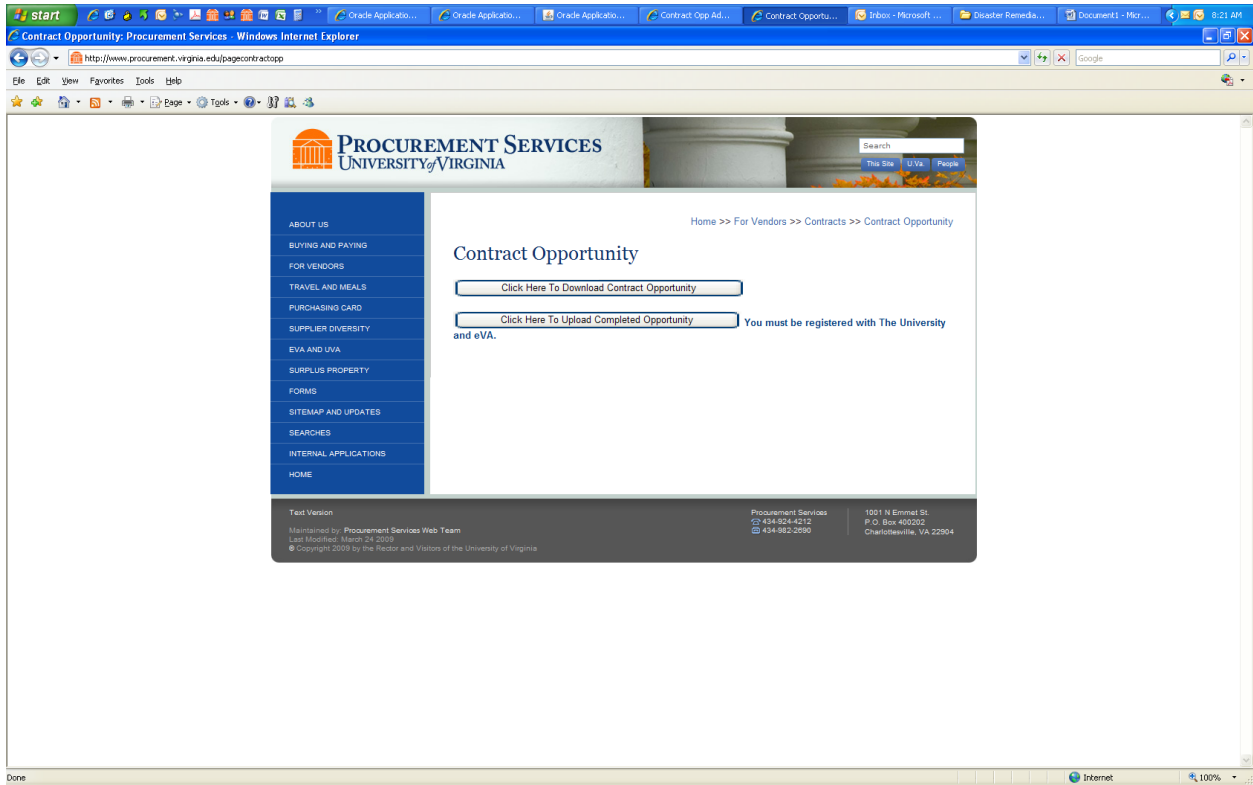 start
Oracle Applicatio...
Oracle Applicatio...
Oracle Applicatio...
Contract Opp Ad...
Contract Opportu...
Inbox - Microsoft ...
Disaster Remedia...
Document1 - Micr...
8:21 AM
Contract Opportunity: Procurement Services - Windows Internet Explorer
http://www.procurement.virginia.edu/pagecontractopp
Google
File Edit View Favorites Tools Help
Page Tools
PROCUREMENT SERVICES
UNIVERSITY of VIRGINIA
Search
This Site U.Va. People
ABOUT US
BUYING AND PAYING
FOR VENDORS
TRAVEL AND MEALS
PURCHASING CARD
SUPPLIER DIVERSITY
EVA AND UVA
SURPLUS PROPERTY
FORMS
SITEMAP AND UPDATES
SEARCHES
INTERNAL APPLICATIONS
HOME
Home >> For Vendors >> Contracts >> Contract Opportunity
Contract Opportunity
Click Here To Download Contract Opportunity
Click Here To Upload Completed Opportunity You must be registered with The University
and eVA.
Text Version
Maintained by: Procurement Services Web Team
Last Modified: March 24 2009
© Copyright 2009 by the Rector and Visitors of the University of Virginia
Procurement Services
434-924-4212
434-982-2690
1001 N Emmet St.
P.O. Box 400202
Charlottesville, VA 22904
Done
Internet
100%